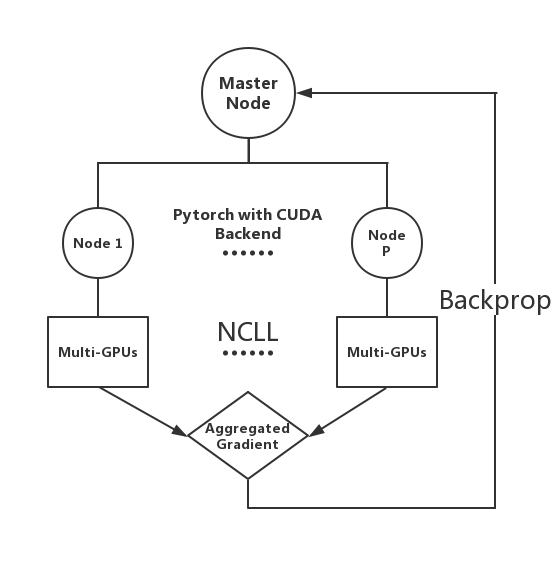 Master
Node
Pytorch with CUDA
Backend
Node 1
Node
P
Backprop
NCLL
Multi-GPUs
Multi-GPUs
Aggregated
Gradient